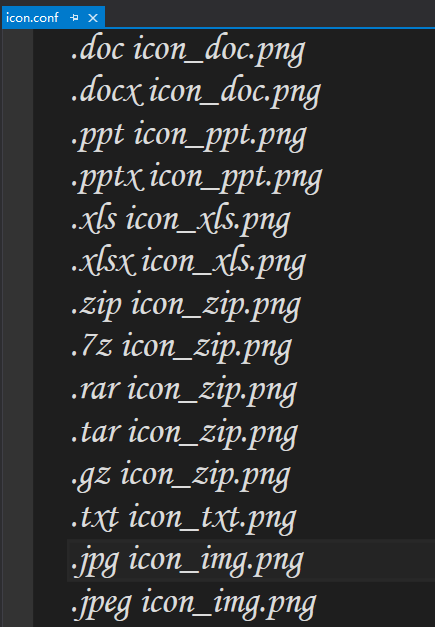 icon.conf
.doc icon_doc.png
.docx icon_doc.png
.ppt icon_ppt.png
.pptx icon_ppt.png
.xls icon_xls.png
.xlsx icon_xls.png
.zip icon_zip.png
.7z icon_zip.png
.rar icon_zip.png
.tar icon_zip.png
.gz icon_zip.png
.txt icon_txt.png
.jpg icon_img.png
.jpeg icon_img.png